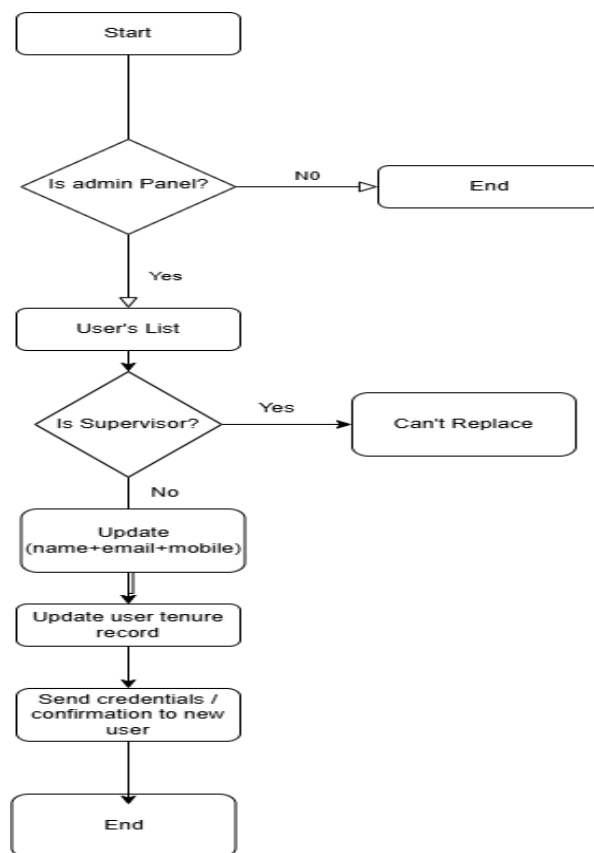 Start
Is admin Panel?
N0
End
Yes
User's List
Is Supervisor?
Yes
Can't Replace
No
Update
(name+email+mobile)
Update user tenure
record
Send credentials /
confirmation to new
user
End